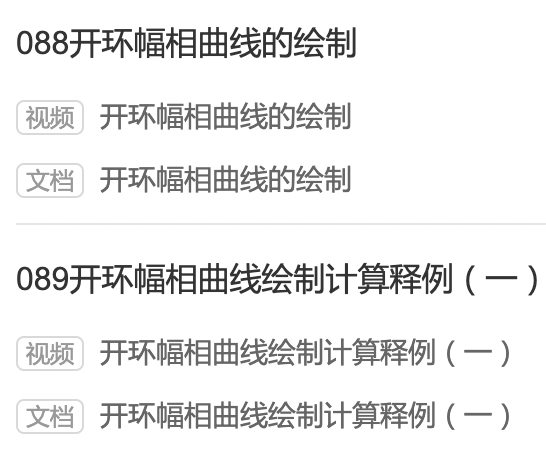 088开环幅相曲线的绘制
视频 开环幅相曲线的绘制
文档 开环幅相曲线的绘制
089开环幅相曲线绘制计算释例（一）
视频 开环幅相曲线绘制计算释例（一）
文档 开环幅相曲线绘制计算释例（一）